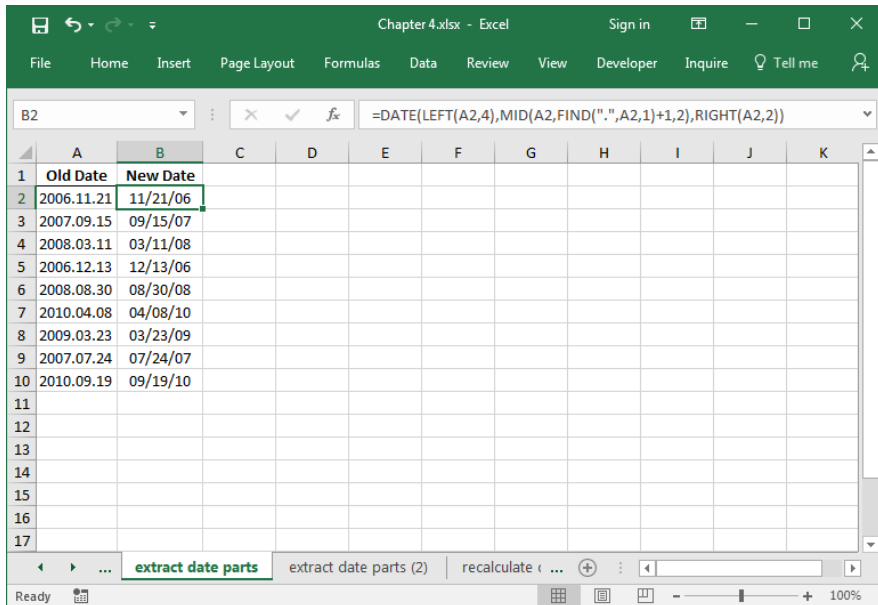 Chapter 4.xlsx - Excel
Sign in
File Home Insert Page Layout Formulas Data Review View Developer Inquire Tell me
B2 fx =DATE(LEFT(A2,4),MID(A2,FIND(".",A2,1)+1,2),RIGHT(A2,2))
A B C D E F G H I J K
1 Old Date New Date
2 2006.11.21 11/21/06
3 2007.09.15 09/15/07
4 2008.03.11 03/11/08
5 2006.12.13 12/13/06
6 2008.08.30 08/30/08
7 2010.04.08 04/08/10
8 2009.03.23 03/23/09
9 2007.07.24 07/24/07
10 2010.09.19 09/19/10
11
12
13
14
15
16
17
... extract date parts extract date parts (2) recalculate ...
Ready 100%